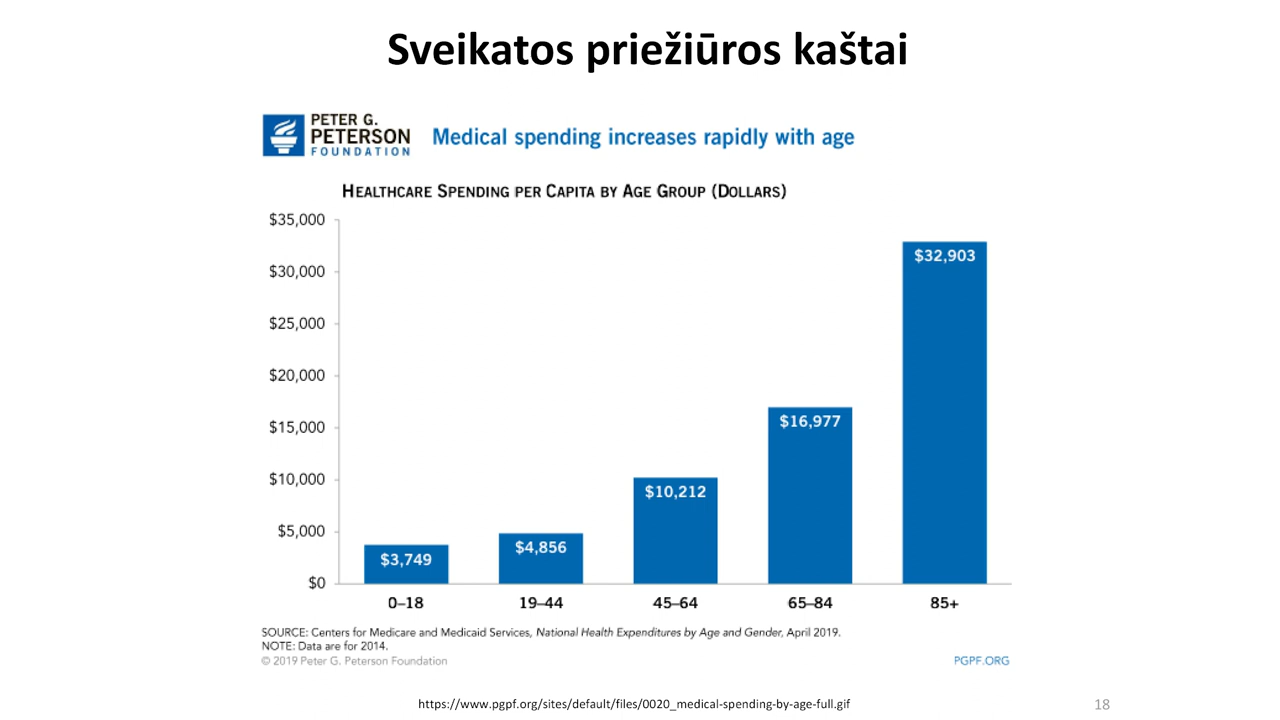 Sveikatos priežiūros kaštai
PETER G.
PETERSON
FOUNDATION
Medical spending increases rapidly with age
HEALTHCARE SPENDING PER CAPITA BY AGE GROUP (DOLLARS)
$35,000
$30,000
$25,000
$20,000
$15,000
$10,000
$5,000
$0
$3,749
$4,856
$10,212
$16,977
$32,903
0–18
19–44
45–64
65–84
85+
SOURCE: Centers for Medicare and Medicaid Services, National Health Expenditures by Age and Gender, April 2019.
NOTE: Data are for 2014.
© 2019 Peter G. Peterson Foundation
PGPF.ORG
https://www.pgpf.org/sites/default/files/0020_medical-spending-by-age-full.gif
18